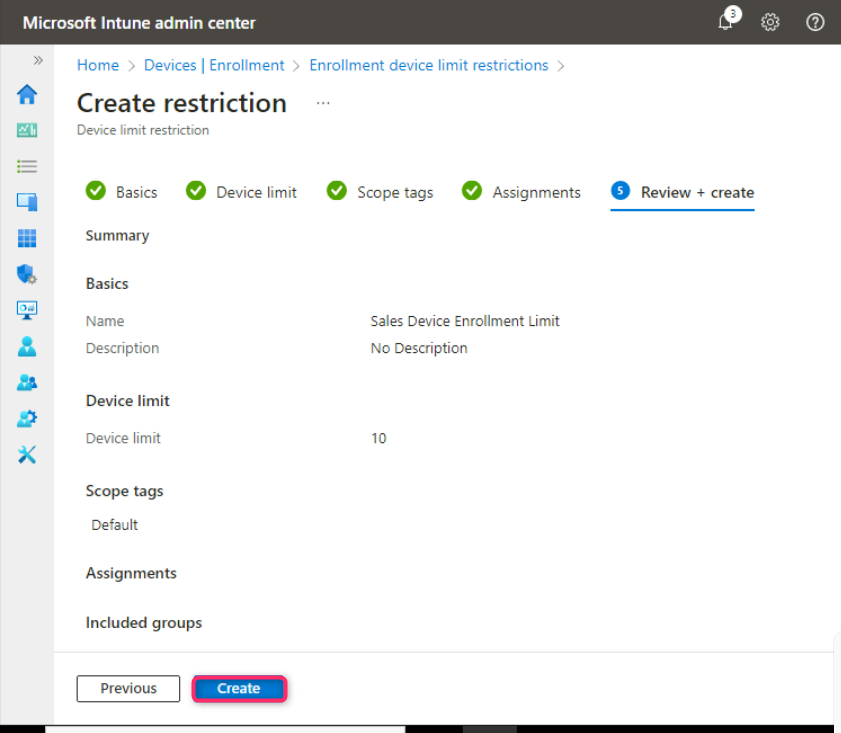 Microsoft Intune admin center
3
Home > Devices | Enrollment > Enrollment device limit restrictions >
Create restriction ...
Device limit restriction
Basics Device limit Scope tags Assignments 5 Review + create
Summary
Basics
Name Sales Device Enrollment Limit
Description No Description
Device limit
Device limit 10
Scope tags
Default
Assignments
Included groups
Previous Create